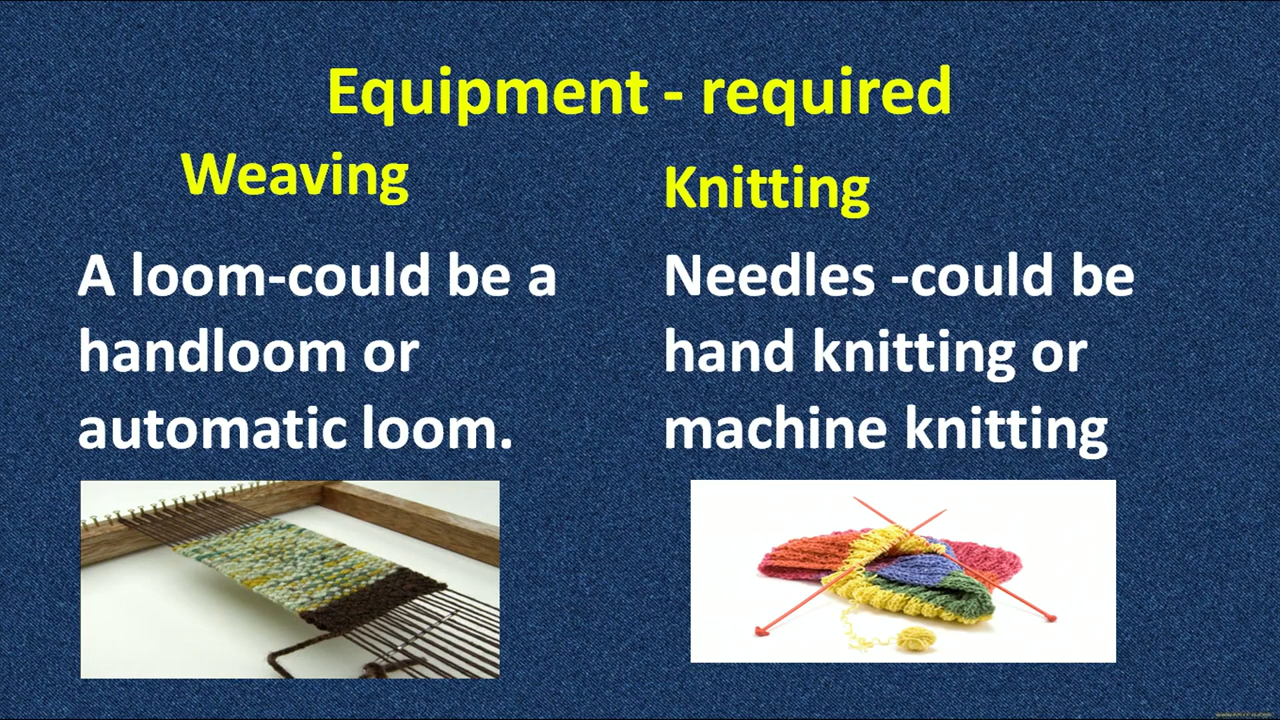 Equipment - required
Weaving
A loom-could be a
handloom or
automatic loom.
Knitting
Needles -could be
hand knitting or
machine knitting